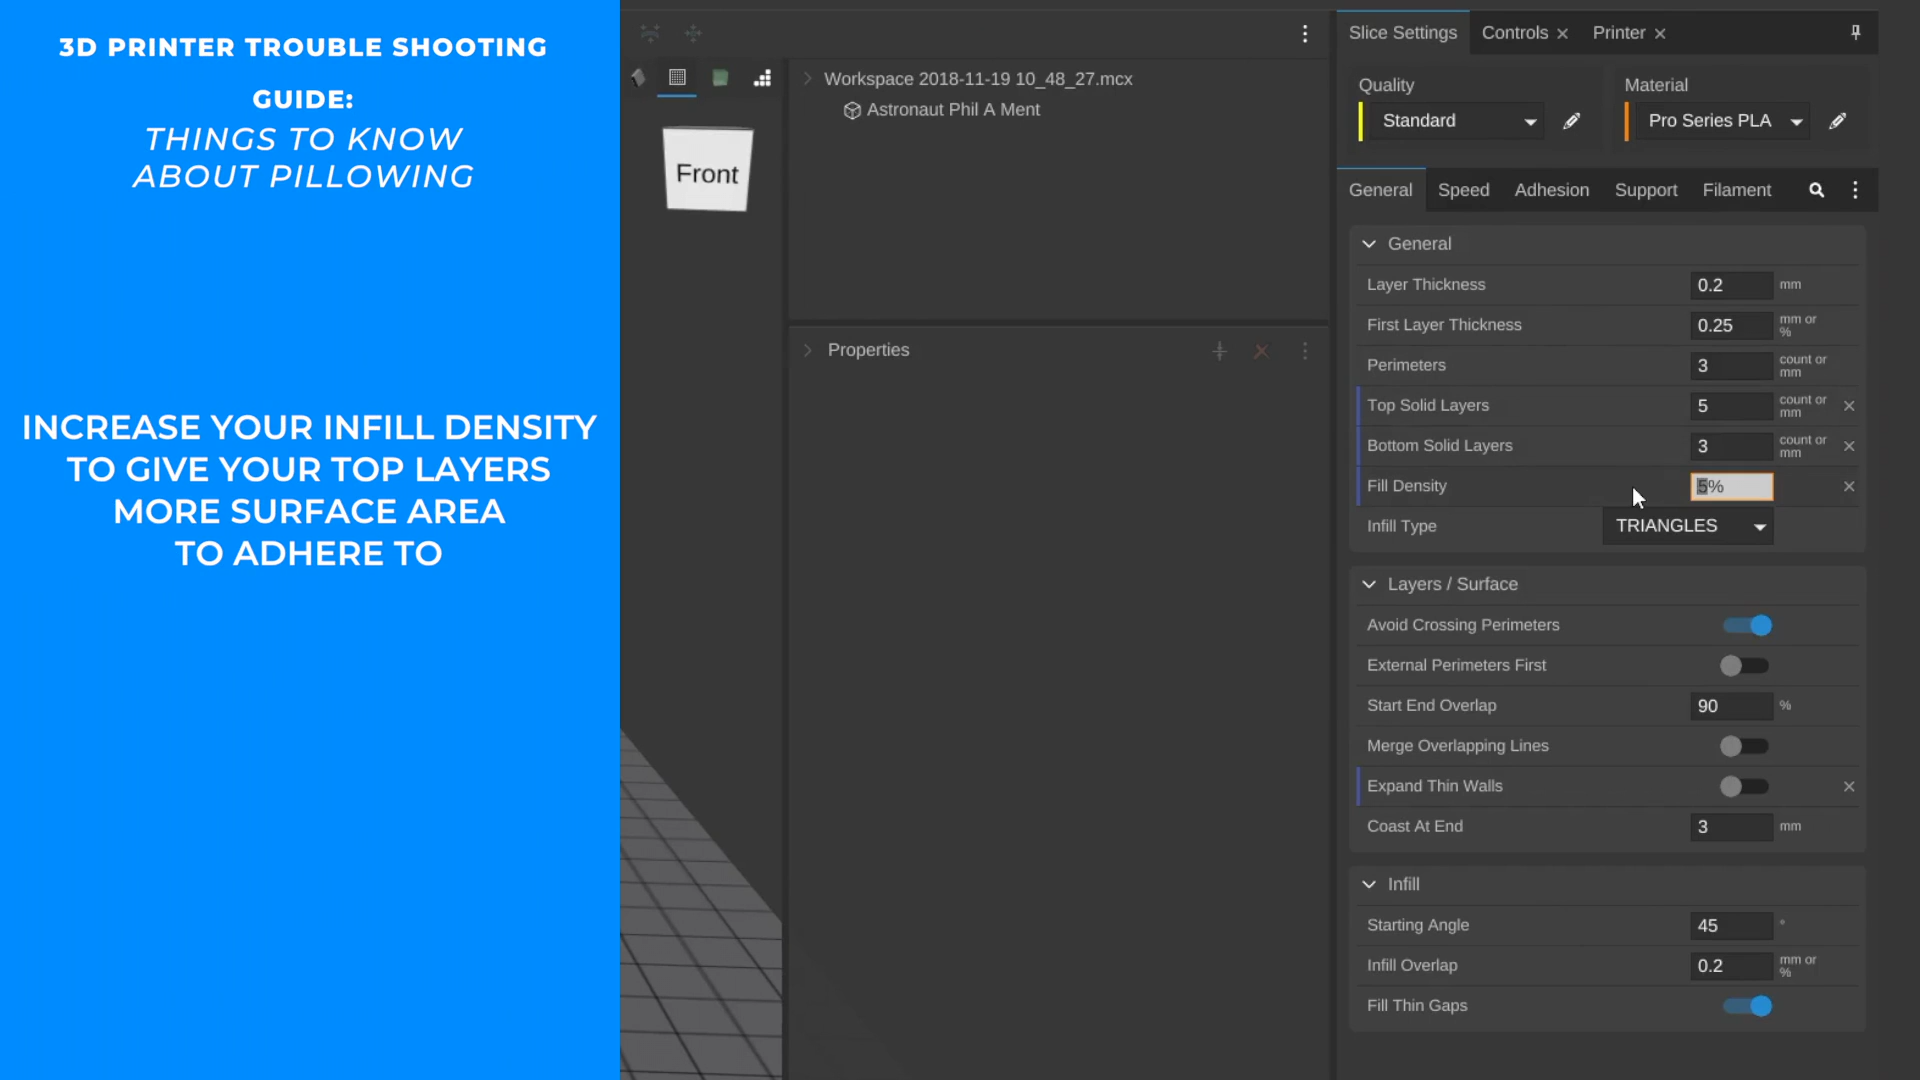 3D PRINTER TROUBLE SHOOTING
GUIDE:
THINGS TO KNOW
ABOUT PILLOWING
INCREASE YOUR INFILL DENSITY
TO GIVE YOUR TOP LAYERS
MORE SURFACE AREA
TO ADHERE TO
Front
Workspace 2018-11-19 10_48_27.mcx
Astronaut Phil A Ment
Properties
Slice Settings Controls Printer
Quality Material
Standard Pro Series PLA
General Speed Adhesion Support Filament
General
Layer Thickness 0.2 mm
First Layer Thickness 0.25 mm or %
Perimeters 3 count or mm
Top Solid Layers 5 count or mm
Bottom Solid Layers 3 count or mm
Fill Density 5%
Infill Type TRIANGLES
Layers / Surface
Avoid Crossing Perimeters
External Perimeters First
Start End Overlap 90 %
Merge Overlapping Lines
Expand Thin Walls
Coast At End 3 mm
Infill
Starting Angle 45 °
Infill Overlap 0.2 mm or %
Fill Thin Gaps